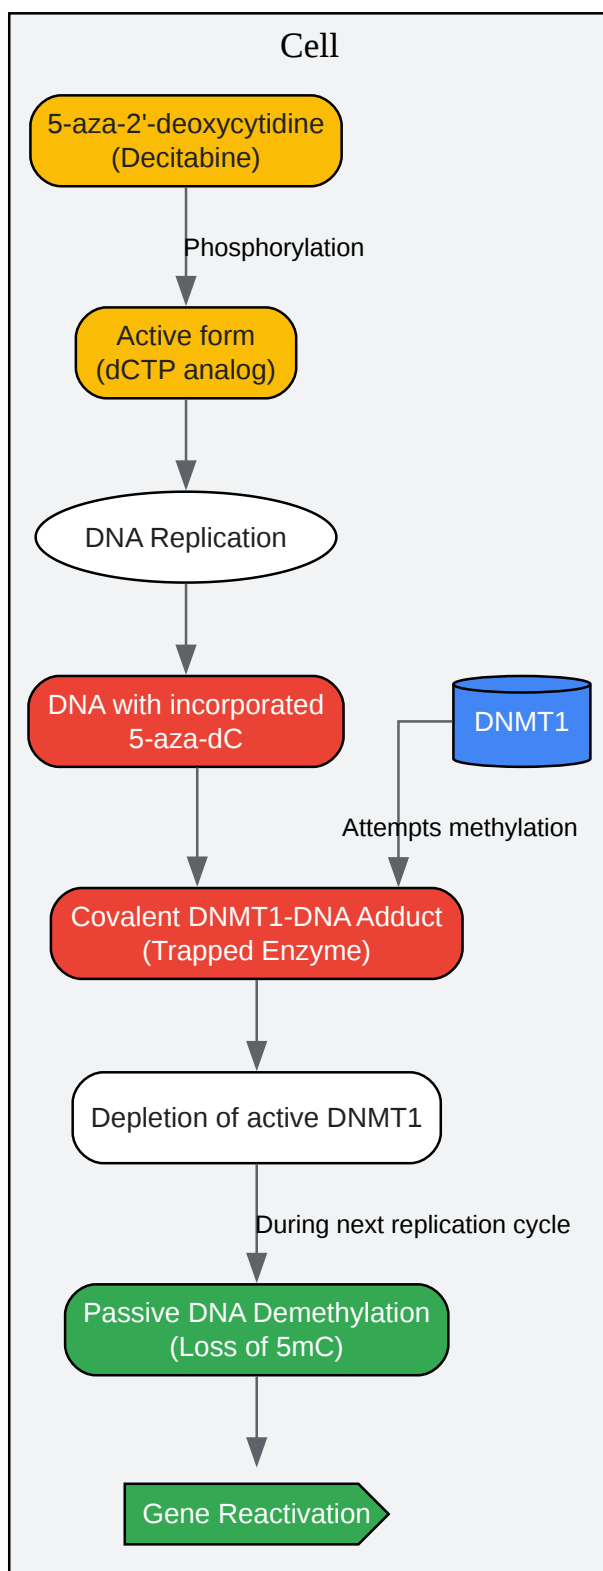 Cell
5-aza-2'-deoxycytidine
(Decitabine)
Phosphorylation
Active form
(dCTP analog)
DNA Replication
DNA with incorporated
5-aza-dC
DNMT1
Attempts methylation
Covalent DNMT1-DNA Adduct
(Trapped Enzyme)
Depletion of active DNMT1
During next replication cycle
Passive DNA Demethylation
(Loss of 5mC)
Gene Reactivation